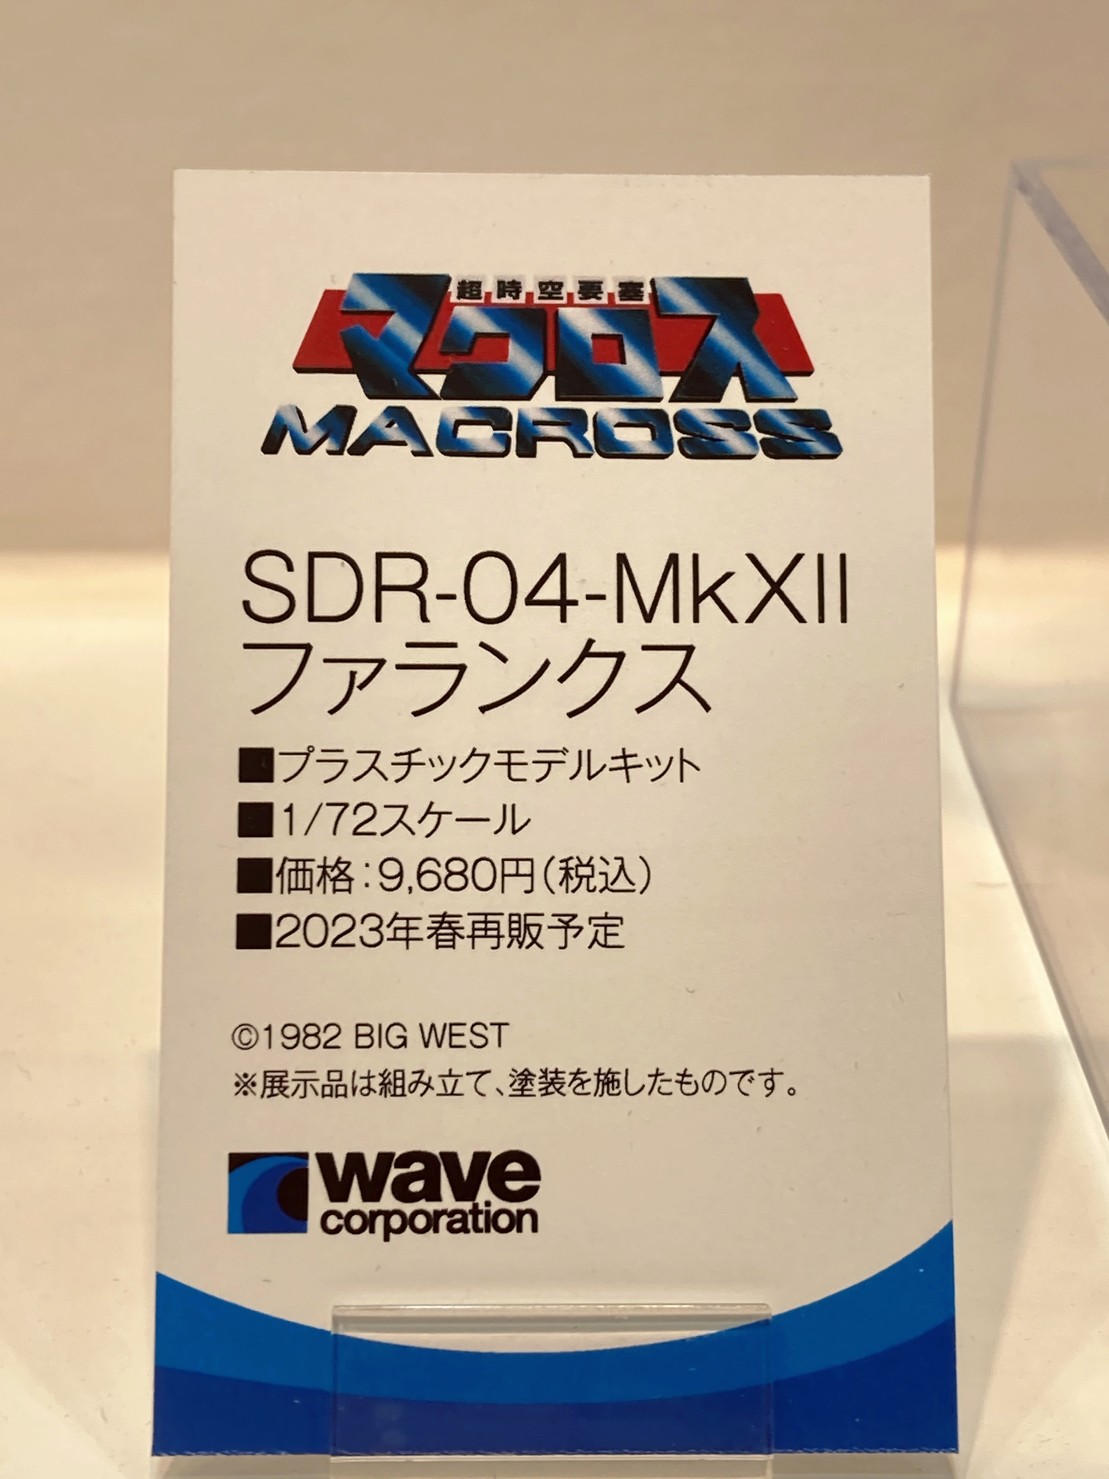 超時空要塞
マクロス
MACROSS
SDR-04-MkXII
ファランクス
■プラスチックモデルキット
■1/72スケール
■価格：9,680円（税込）
■2023年春再販予定
©1982 BIG WEST
※展示品は組み立て、塗装を施したものです。
wave
corporation